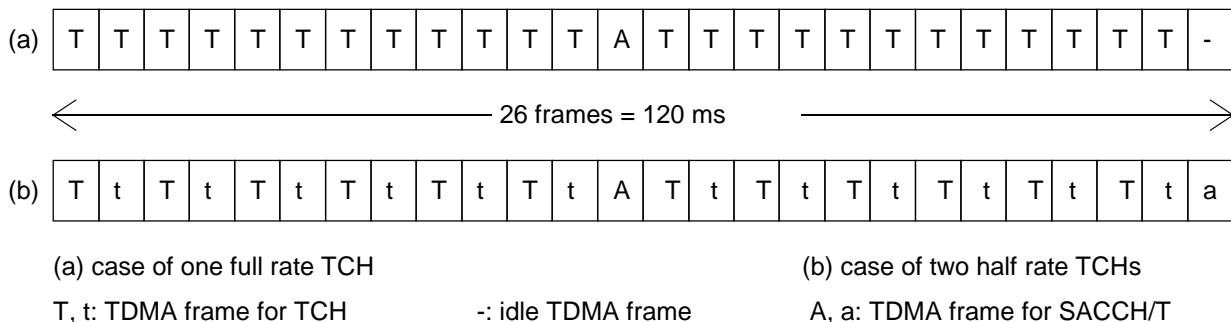 (a) T T T T T T T T T T T T A T T T T T T T T T T T T -
26 frames = 120 ms
(b) T t T t T t T t T t T t A T t T t T t T t T t T t a
(a) case of one full rate TCH (b) case of two half rate TCHs
T, t: TDMA frame for TCH -: idle TDMA frame A, a: TDMA frame for SACCH/T